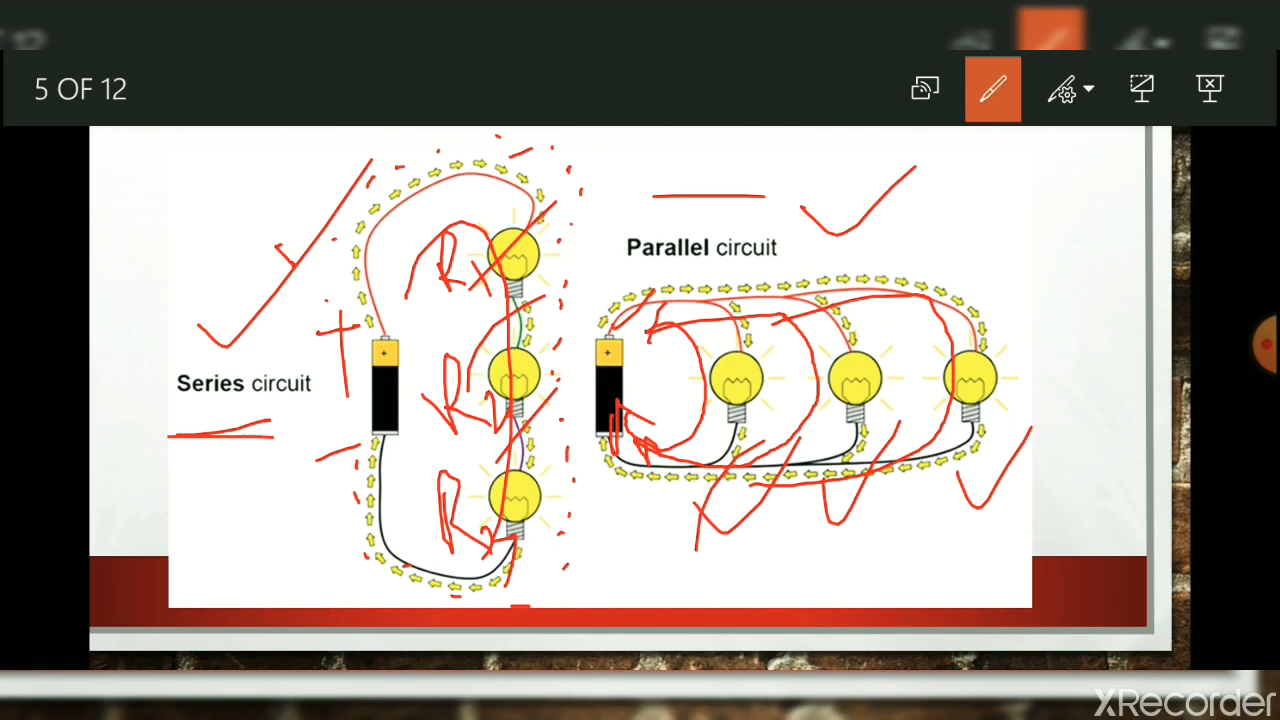 5 OF 12
Parallel circuit
Series circuit
+
+
+
R
R
R
XRecorder